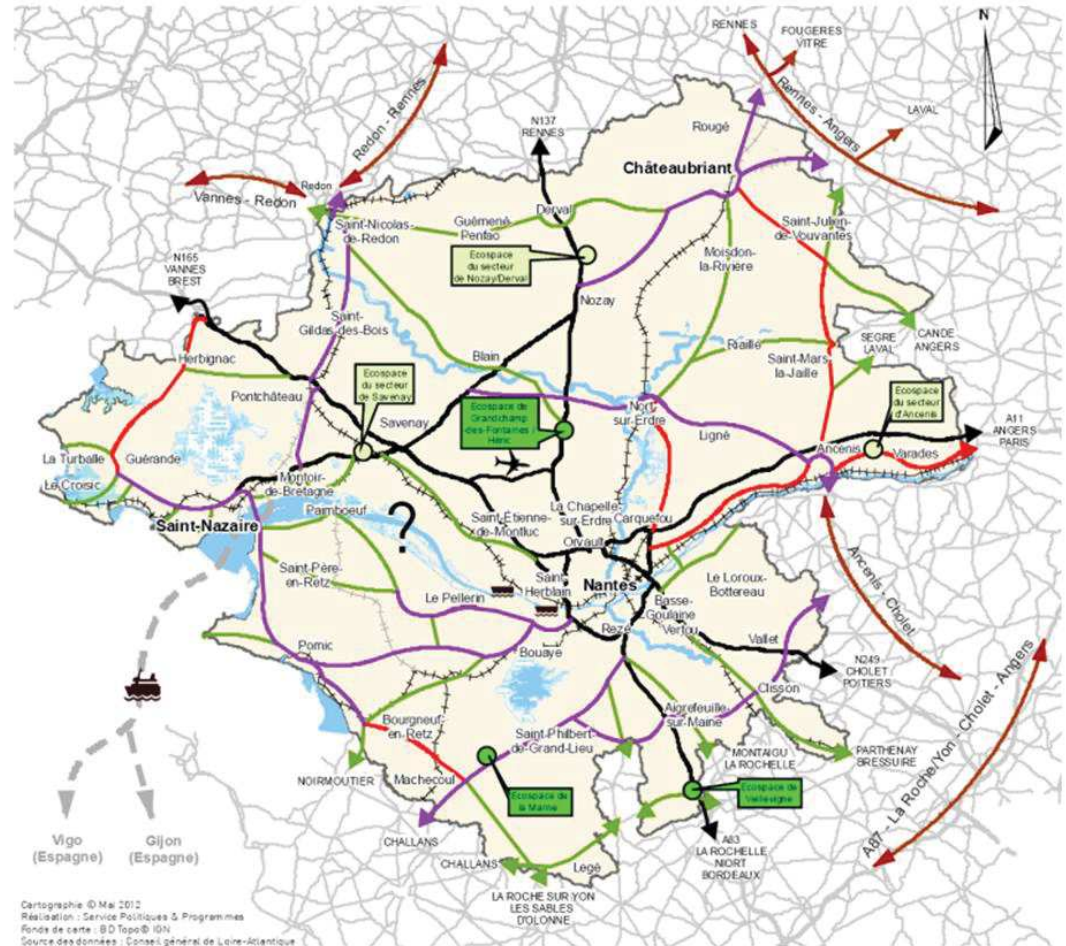 N
RENNES
FOUGERES
VITRE
Rennes - Angers
LAVAL
Redon - Rennes
N137
RENNES
Rougé
Châteaubriant
Redon
Vannes - Redon
Derval
Guémené-
Penfao
Saint-Nicolas-
de-Redon
Saint-Julien-
de-Vouvantes
Moisdon-
la-Rivière
Ecospace
du secteur
de Nozay/Derval
N165
VANNES
BREST
Nozay
Saint-
Gildas-des-Bois
CANDE
ANGERS
SEGRE
LAVAL
Riaillé
Saint-Mars-
la-Jaille
Herbignac
Blain
Ecospace
du secteur
de Savenay
Ecospace
du secteur
d'Ancenis
Pontchâteau
Ecospace de
Grandchamp
-des-Fontaines /
Héric
Nort-
sur-Erdre
A11
ANGERS
PARIS
Savenay
Ligné
Ancenis
Varades
La Turballe
Guérande
Le Croisic
Montoir-
de-Bretagne
Paimboeuf
?
Saint-Nazaire
Saint-Étienne-
de-Montluc
La Chapelle-
sur-Erdre
Carquefou
Orvault
Saint-Père-
en-Retz
Saint-
Herblain
Nantes
Le Loroux-
Bottereau
Le Pellerin
Basse-
Goulaine
Vertou
Rezé
Vallet
Ancenis - Cholet
Pornic
Bouaye
N249
CHOLET
POITIERS
Clisson
Aigrefeuille-
sur-Maine
Bourgneuf-
en-Retz
Saint-Philbert-
de-Grand-Lieu
MONTAIGU
LA ROCHELLE
PARTHENAY
BRESSUIRE
A87 - La Roche/Yon - Cholet - Angers
NOIRMOUTIER
Machecoul
Ecospace de
la Marne
Ecospace de
Vieillevigne
CHALLANS
CHALLANS
Legé
A83
LA ROCHELLE
NIORT
BORDEAUX
LA ROCHE SUR YON
LES SABLES
D'OLONNE
Vigo
(Espagne)
Gijon
(Espagne)
Cartographie © Mai 2012
Réalisation : Service Politiques & Programmes
Fonds de carte : BD Topo® IGN
Source des données : Conseil général de Loire-Atlantique